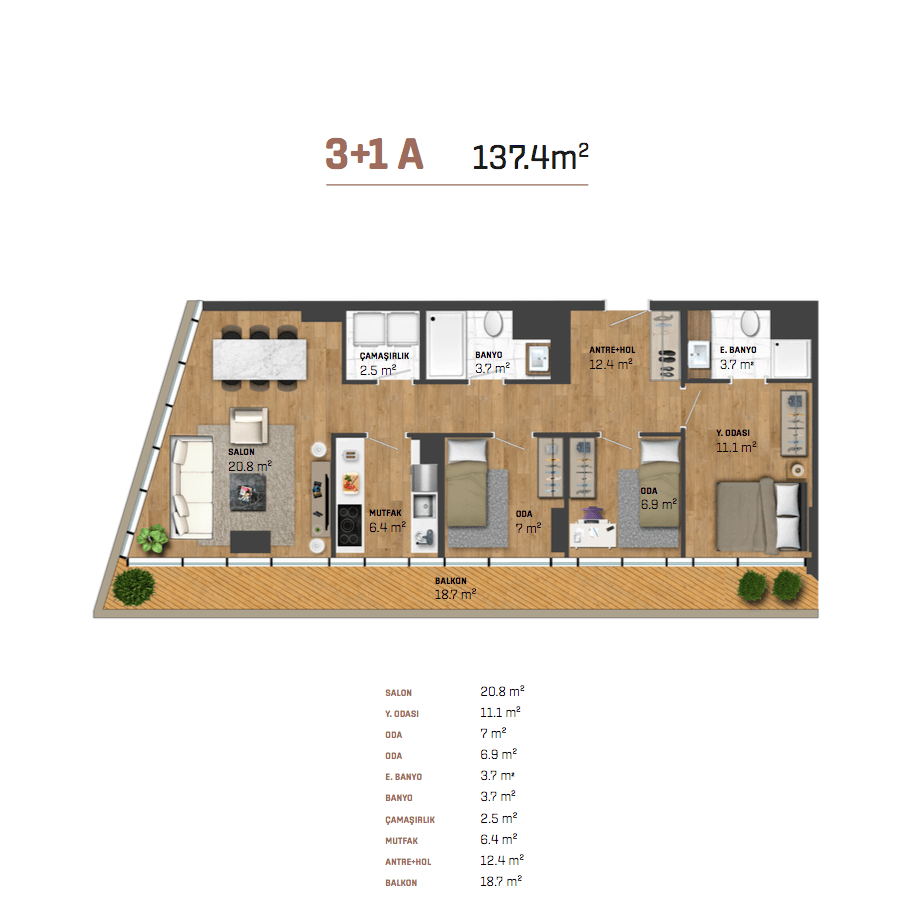 3+1 A 137.4m²
ÇAMAŞIRLIK
2.5 m²
BANYO
3.7 m²
ANTRE+HOL
12.4 m²
E. BANYO
3.7 m²
Y. ODASI
11.1 m²
SALON
20.8 m²
MUTFAK
6.4 m²
ODA
7 m²
ODA
6.9 m²
BALKON
18.7 m²
SALON 20.8 m²
Y. ODASI 11.1 m²
ODA 7 m²
ODA 6.9 m²
E. BANYO 3.7 m²
BANYO 3.7 m²
ÇAMAŞIRLIK 2.5 m²
MUTFAK 6.4 m²
ANTRE+HOL 12.4 m²
BALKON 18.7 m²